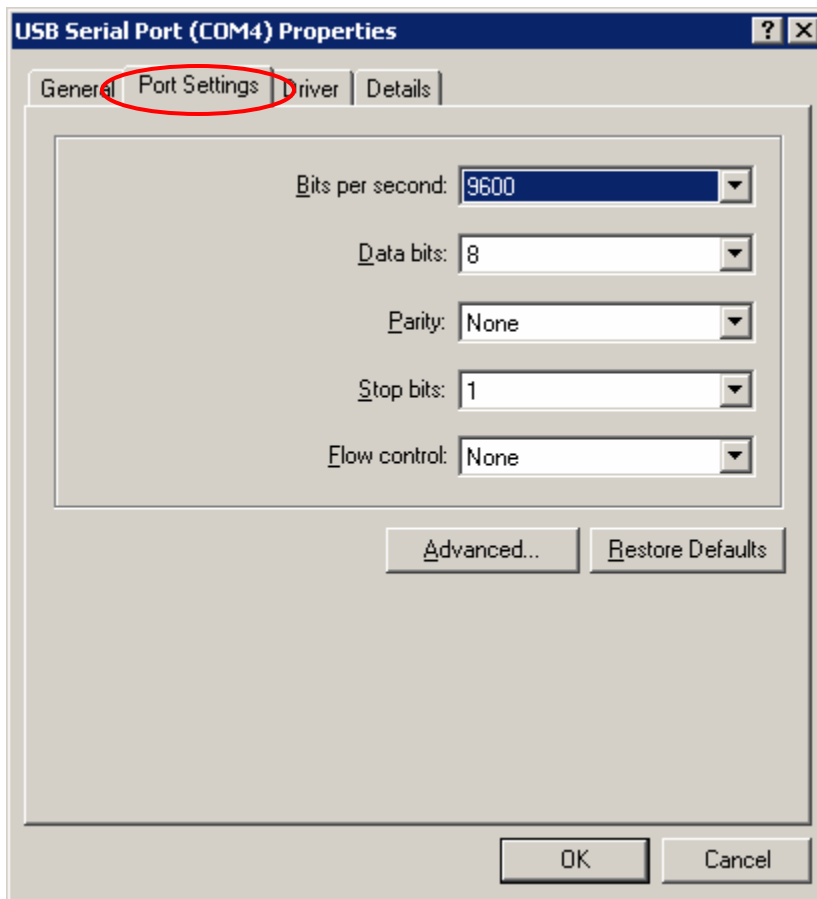 USB Serial Port (COM4) Properties
General Port Settings Driver Details
Bits per second: 9600
Data bits: 8
Parity: None
Stop bits: 1
Flow control: None
Advanced... Restore Defaults
OK Cancel